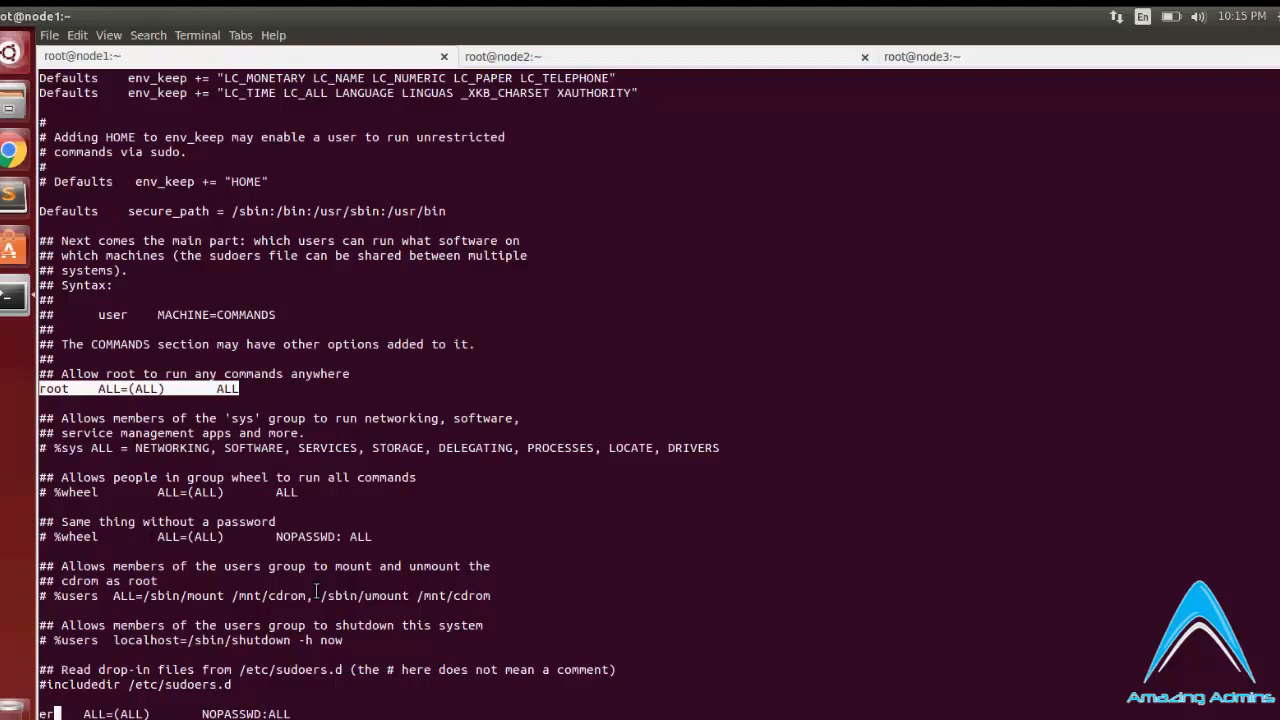 root@node1:~
En
10:15 PM
File Edit View Search Terminal Tabs Help
root@node1:~ × root@node2:~ × root@node3:~
Defaults    env_keep += "LC_MONETARY LC_NAME LC_NUMERIC LC_PAPER LC_TELEPHONE"
Defaults    env_keep += "LC_TIME LC_ALL LANGUAGE LINGUAS _XKB_CHARSET XAUTHORITY"
#
# Adding HOME to env_keep may enable a user to run unrestricted
# commands via sudo.
#
# Defaults   env_keep += "HOME"
Defaults    secure_path = /sbin:/bin:/usr/sbin:/usr/bin
## Next comes the main part: which users can run what software on
## which machines (the sudoers file can be shared between multiple
## systems).
## Syntax:
##
##      user    MACHINE=COMMANDS
##
## The COMMANDS section may have other options added to it.
##
## Allow root to run any commands anywhere
root    ALL=(ALL)       ALL
## Allows members of the 'sys' group to run networking, software,
## service management apps and more.
# %sys ALL = NETWORKING, SOFTWARE, SERVICES, STORAGE, DELEGATING, PROCESSES, LOCATE, DRIVERS
## Allows people in group wheel to run all commands
# %wheel        ALL=(ALL)       ALL
## Same thing without a password
# %wheel        ALL=(ALL)       NOPASSWD: ALL
## Allows members of the users group to mount and unmount the
## cdrom as root
# %users  ALL=/sbin/mount /mnt/cdrom, /sbin/umount /mnt/cdrom
## Allows members of the users group to shutdown this system
# %users  localhost=/sbin/shutdown -h now
## Read drop-in files from /etc/sudoers.d (the # here does not mean a comment)
#includedir /etc/sudoers.d
er    ALL=(ALL)       NOPASSWD:ALL
Amazing Admins